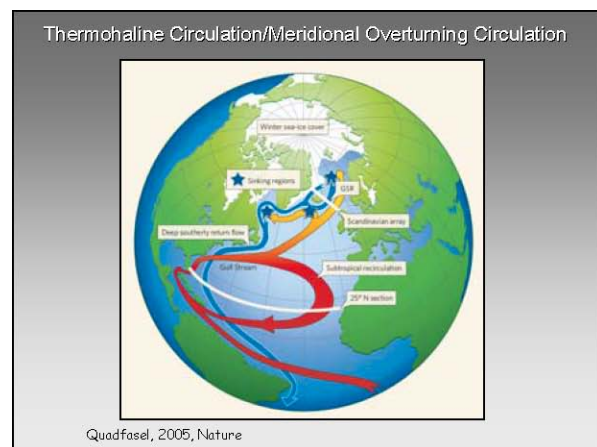 Thermohaline Circulation/Meridional Overturning Circulation
Winter sea-ice cover
Sinking regions
GSR
Scandinavian array
Deep southerly return flow
Gulf Stream
Subtropical recirculation
25° N section
Quadfasel, 2005, Nature